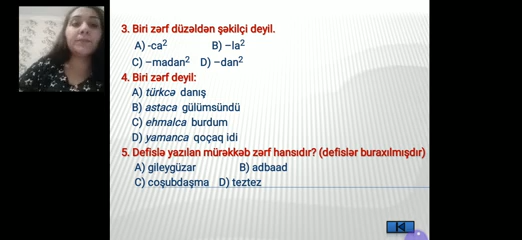 3. Biri zərf düzəldən şəkilçi deyil.
A) -ca² B) –la²
C) –madan² D) –dan²
4. Biri zərf deyil:
A) türkcə danış
B) astaca gülümsündü
C) ehmalca burdum
D) yamanca qoçaq idi
5. Defislə yazılan mürəkkəb zərf hansıdır? (defislər buraxılmışdır)
A) gileygüzar B) adbaad
C) coşubdaşma D) teztez